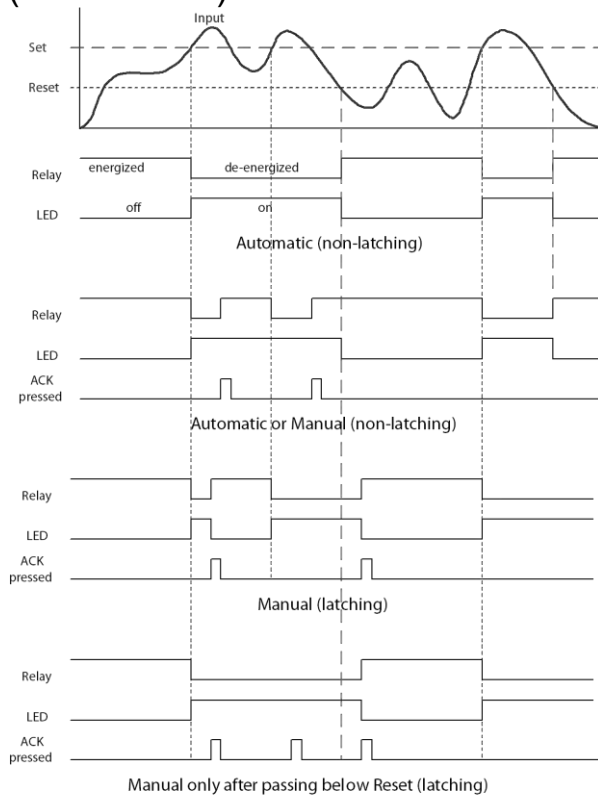 Input
Set
Reset
Relay energized de-energized
LED off on
Automatic (non-latching)
Relay
LED
ACK
pressed
Automatic or Manual (non-latching)
Relay
LED
ACK
pressed
Manual (latching)
Relay
LED
ACK
pressed
Manual only after passing below Reset (latching)